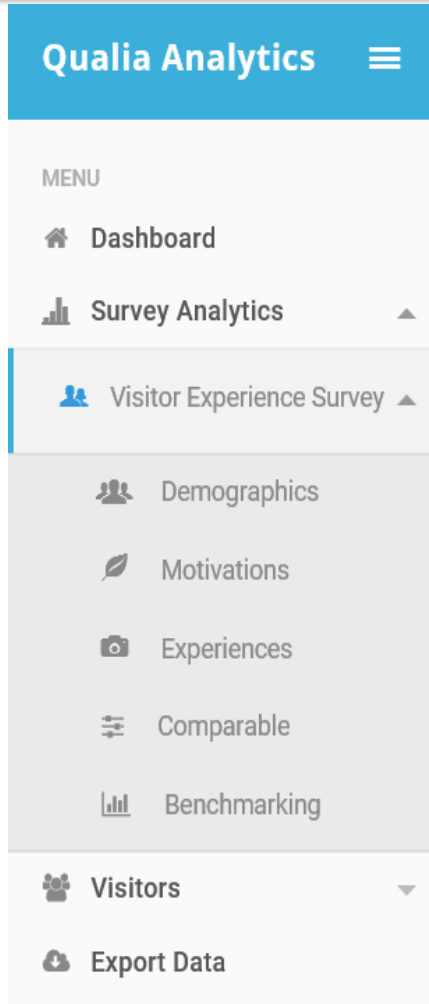 Qualia Analytics
MENU
Dashboard
Survey Analytics
Visitor Experience Survey
Demographics
Motivations
Experiences
Comparable
Benchmarking
Visitors
Export Data